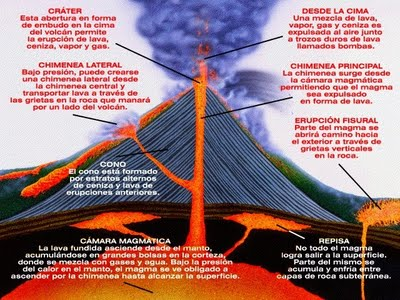 CRÁTER
Esta abertura en forma
de embudo en la cima
del volcán permite
la erupción de lava,
ceniza, vapor y gas.
DESDE LA CIMA
Una mezcla de lava,
vapor, gas y ceniza es
expulsada al aire junto
a trozos duros de lava
llamados bombas.
CHIMENEA LATERAL
Bajo presión, puede crearse
una chimenea lateral desde
la chimenea central y
transportar lava a través de
las grietas en la roca que manará
por un lado del volcán.
CHIMENEA PRINCIPAL
La chimenea surge desde
la cámara magmática
permitiendo que el magma
sea expulsado
en forma de lava.
ERUPCIÓN FISURAL
Parte del magma se
abrirá camino hacia
el exterior a través de
grietas verticales
en la roca.
CONO
El cono está formado
por estratos alternos
de ceniza y lava de
erupciones anteriores.
CÁMARA MAGMÁTICA
La lava fundida asciende desde el manto,
acumulándose en grandes bolsas en la corteza,
donde se mezcla con gases y agua. Bajo la presión
del calor en el manto, el magma se ve obligado a
ascender por la chimenea hasta alcanzar la superficie.
REPISA
No todo el magma
logra salir a la superficie.
Parte del mismo se
acumula y enfría entre
capas de roca subterránea.